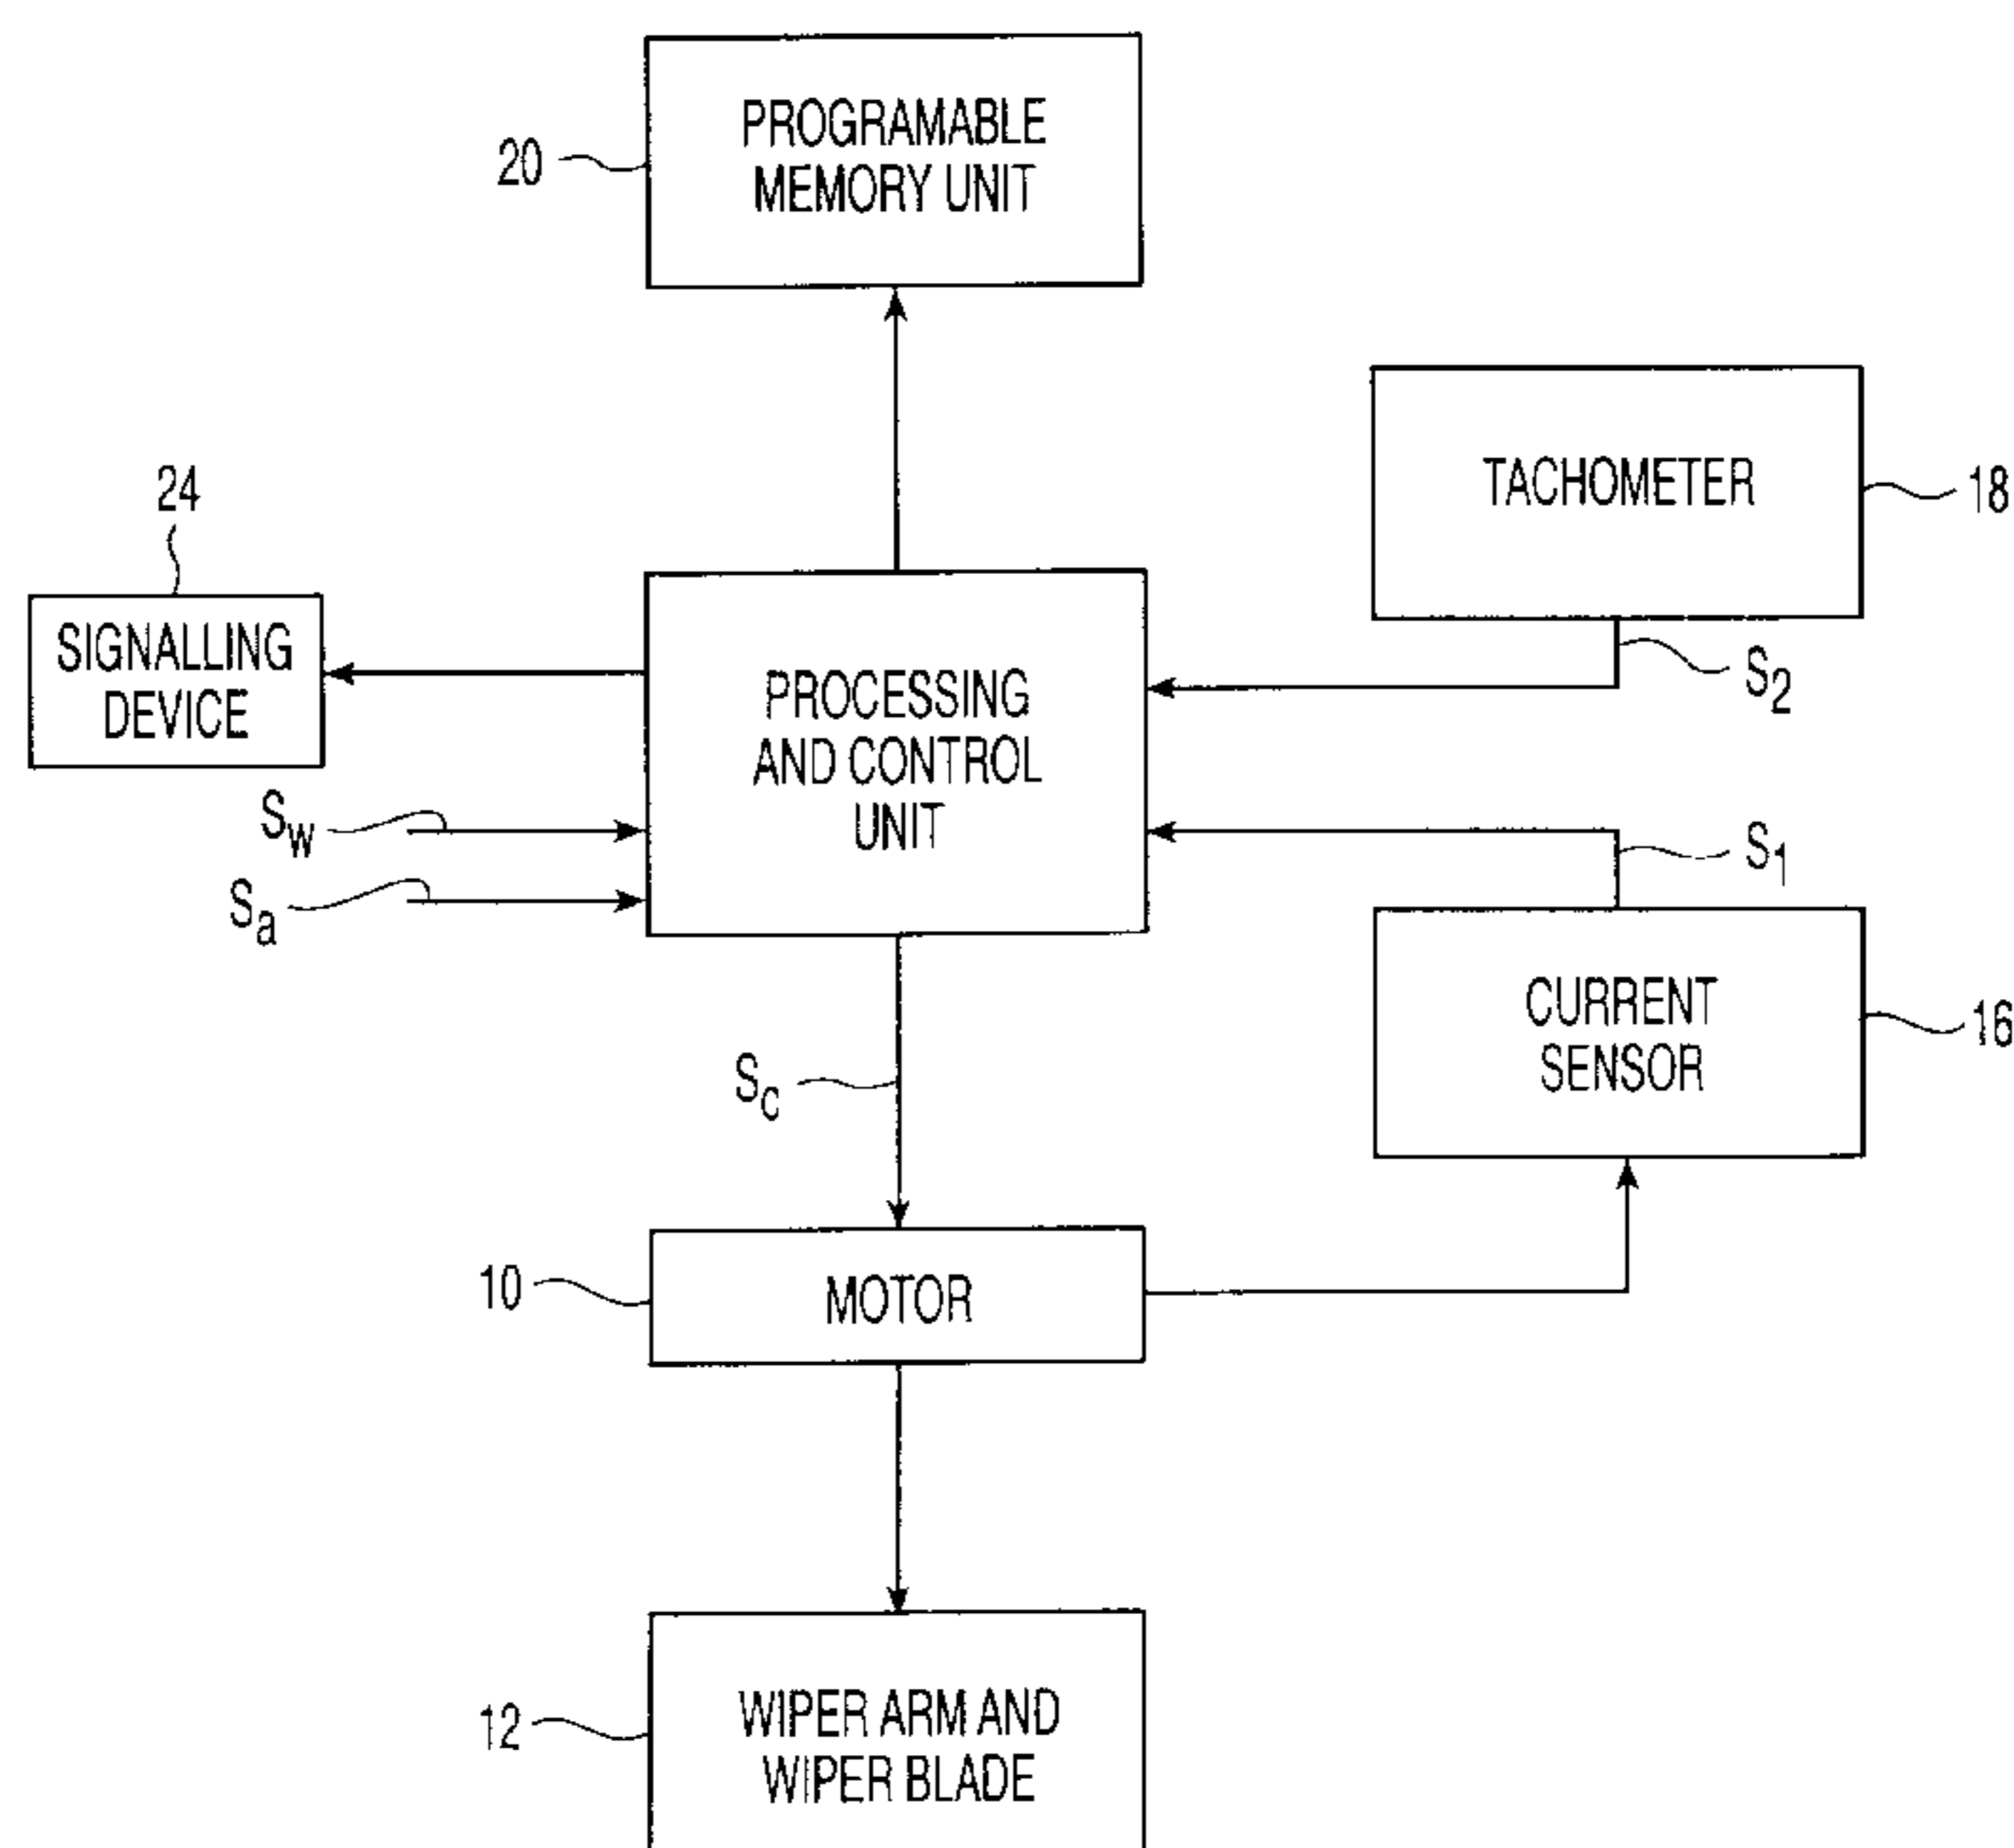 PROGRAMABLE
MEMORY UNIT
20
TACHOMETER
18
24
SIGNALLING
DEVICE
S2
PROCESSING
AND CONTROL
UNIT
Sw
S1
Sa
CURRENT
SENSOR
16
Sc
10
MOTOR
12
WIPER ARM AND
WIPER BLADE